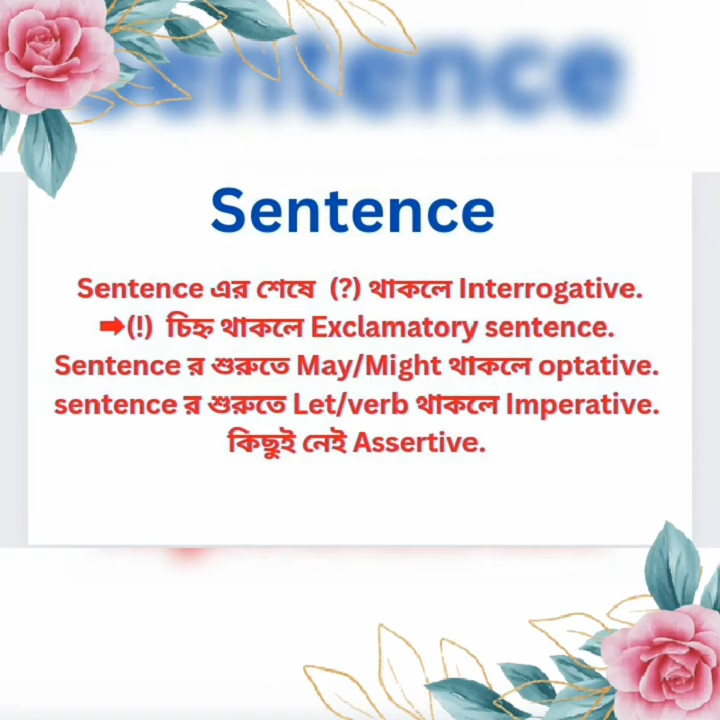 Sentence
Sentence
Sentence এর শেষে (?) থাকলে Interrogative.
➡(!) চিহ্ন থাকলে Exclamatory sentence.
Sentence র শুরুতে May/Might থাকলে optative.
sentence র শুরুতে Let/verb থাকলে Imperative.
কিছুই নেই Assertive.